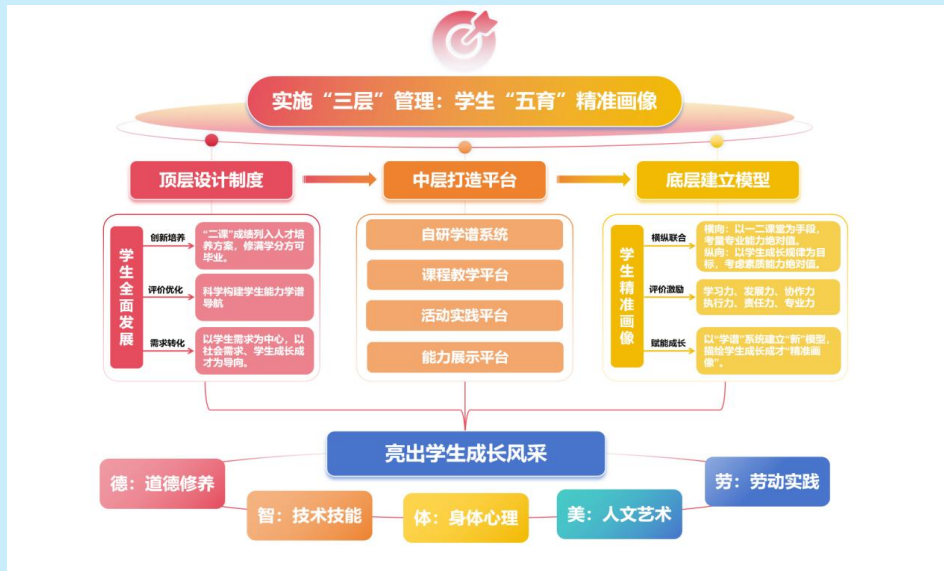 实施“三层”管理：学生“五育”精准画像
顶层设计制度
中层打造平台
底层建立模型
学生全面发展
创新培养
“二课”成绩列入人才培
养方案，修满学分方可
毕业。
评价优化
科学构建学生能力学谱
导航
需求转化
以学生需求为中心，以
社会需求、学生成长成
才为导向。
自研学谱系统
课程教学平台
活动实践平台
能力展示平台
学生精准画像
横纵联合
横向：以一二课堂为手段，
考量专业能力绝对值。
纵向：以学生成长规律为目
标，考虑素质能力绝对值。
评价激励
学习力、发展力、协作力
执行力、责任力、专业力
赋能成长
以“学谱”系统建立“新”模型，
描绘学生成长成才“精准画
像”。
亮出学生成长风采
德：道德修养
智：技术技能
体：身体心理
美：人文艺术
劳：劳动实践